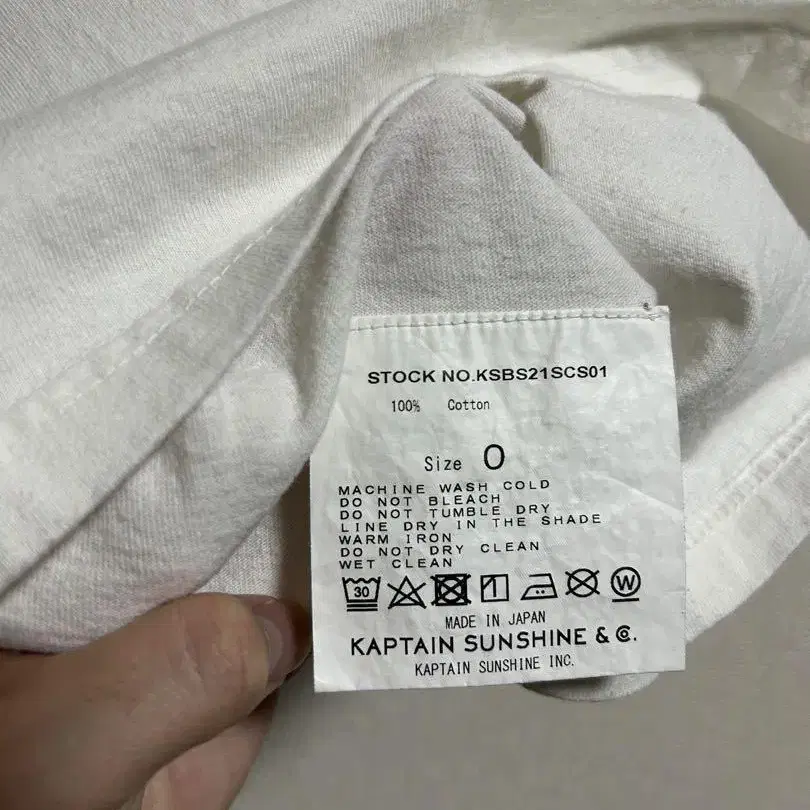 STOCK NO.KSBS21SCS01
100% Cotton
Size O
MACHINE WASH COLD
DO NOT BLEACH
DO NOT TUMBLE DRY
LINE DRY IN THE SHADE
WARM IRON
DO NOT DRY CLEAN
WET CLEAN
30 W
MADE IN JAPAN
KAPTAIN SUNSHINE & Co.
KAPTAIN SUNSHINE INC.